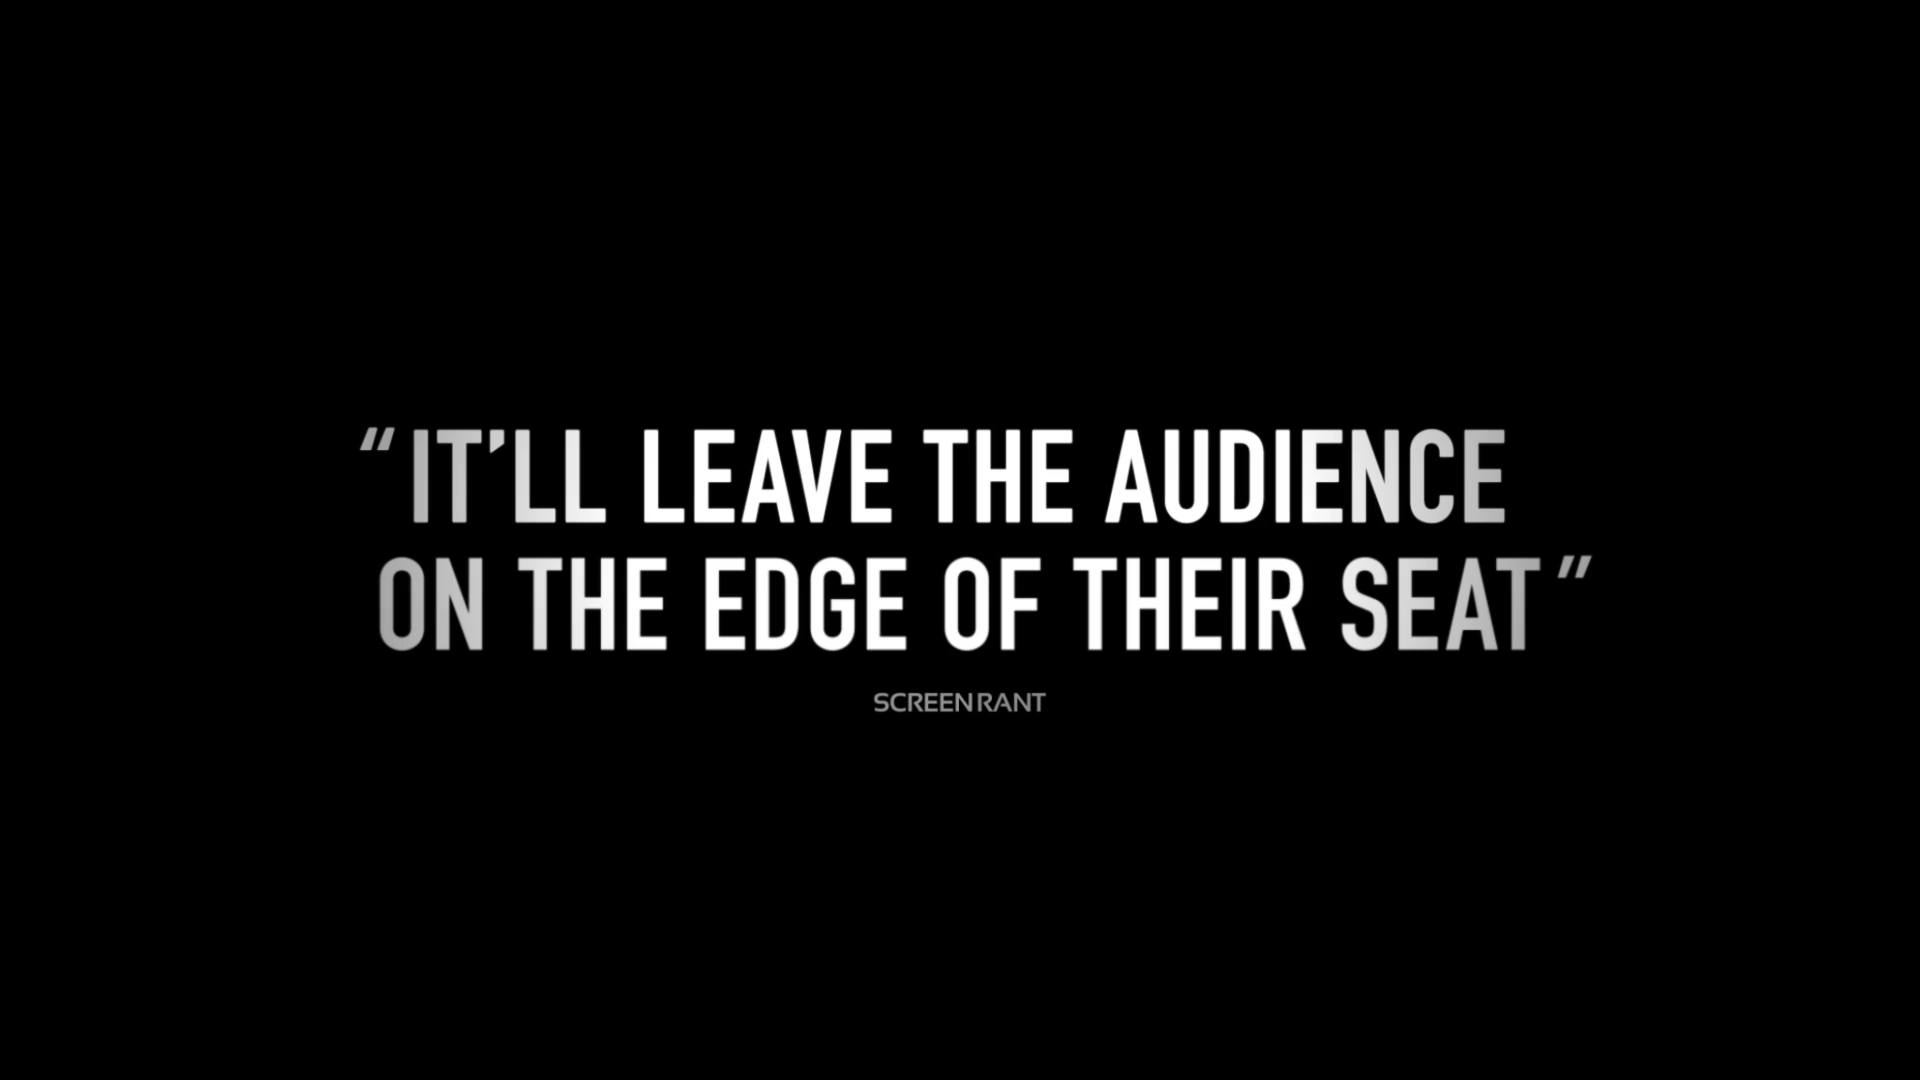 “IT’LL LEAVE THE AUDIENCE
ON THE EDGE OF THEIR SEAT”
SCREENRANT